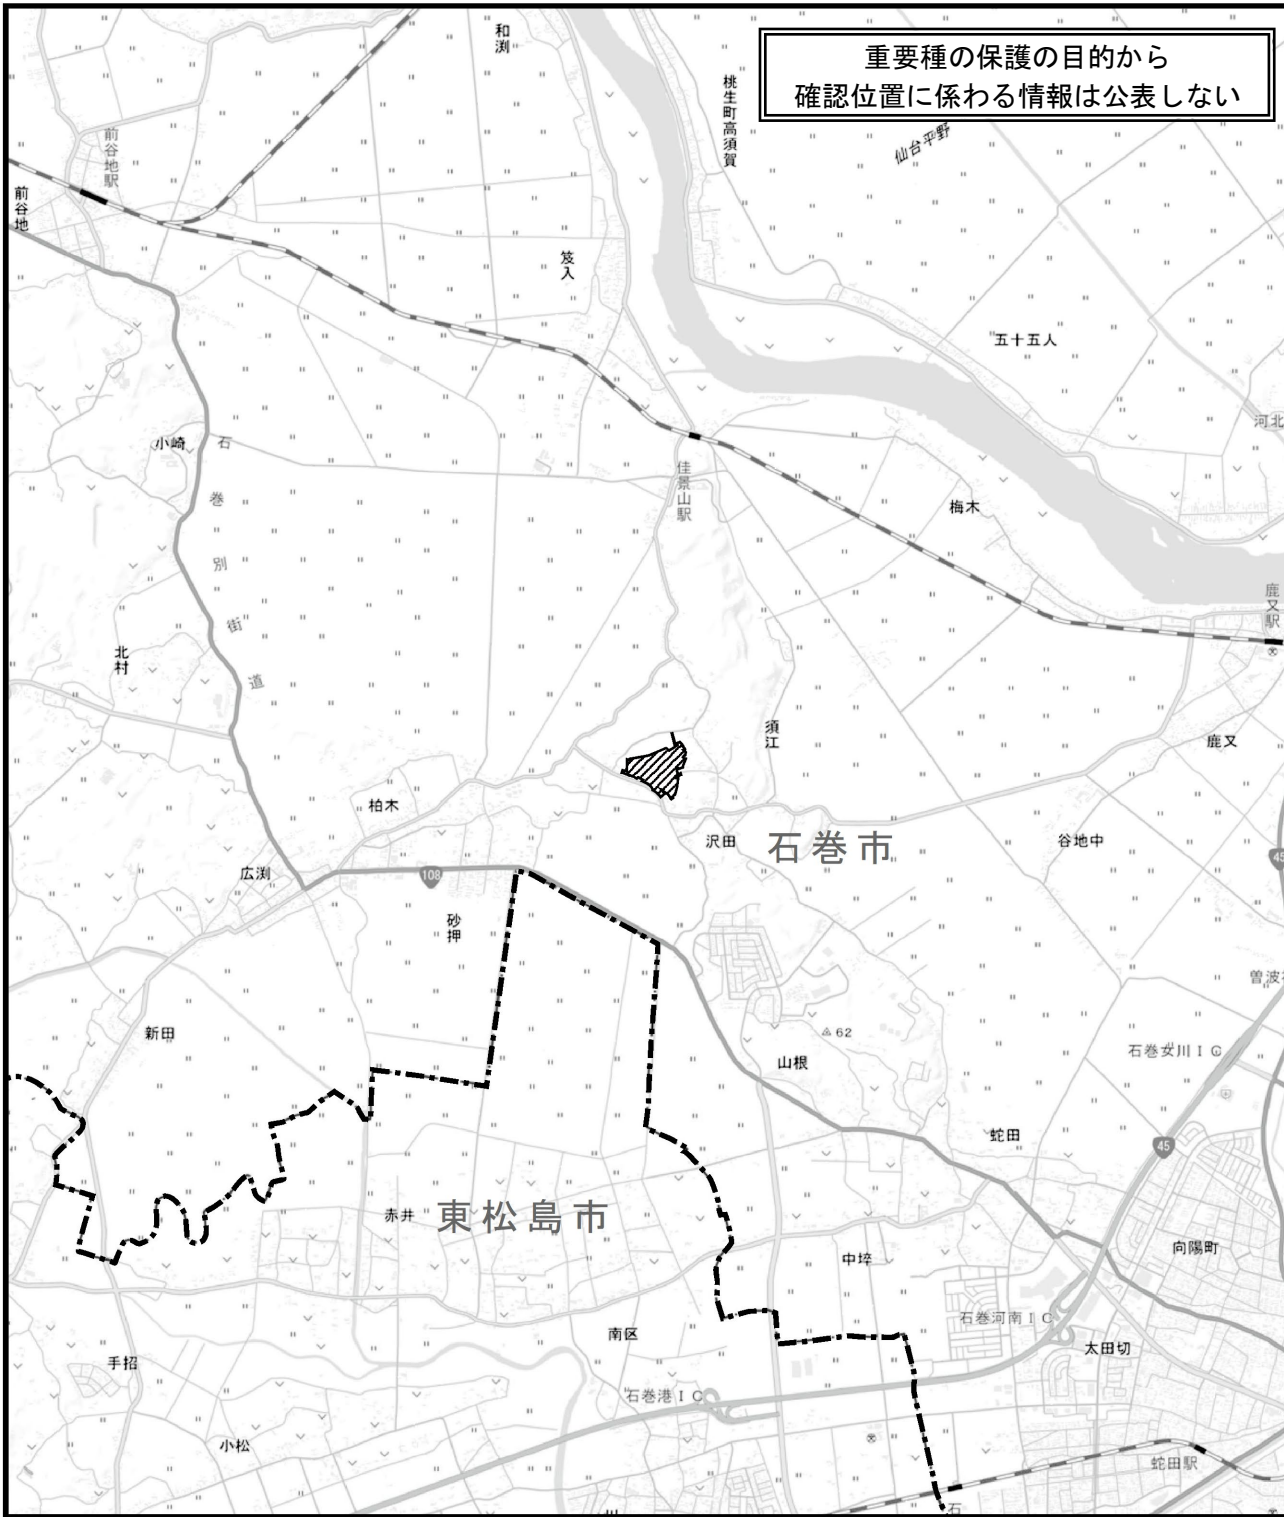 重要種の保護の目的から
確認位置に係わる情報は公表しない
和渕
桃生町高須賀
仙台平野
前谷地駅
前谷地
笈入
五十五人
河北
小崎
石巻別街道
佳景山駅
梅木
鹿又駅
北村
須江
鹿又
柏木
沢田
石巻市
谷地中
45
広渕
108
砂押
曽波
新田
62
山根
石巻女川IC
蛇田
45
赤井
東松島市
向陽町
中埣
石巻河南IC
南区
太田切
手招
石巻港IC
小松
蛇田駅
石